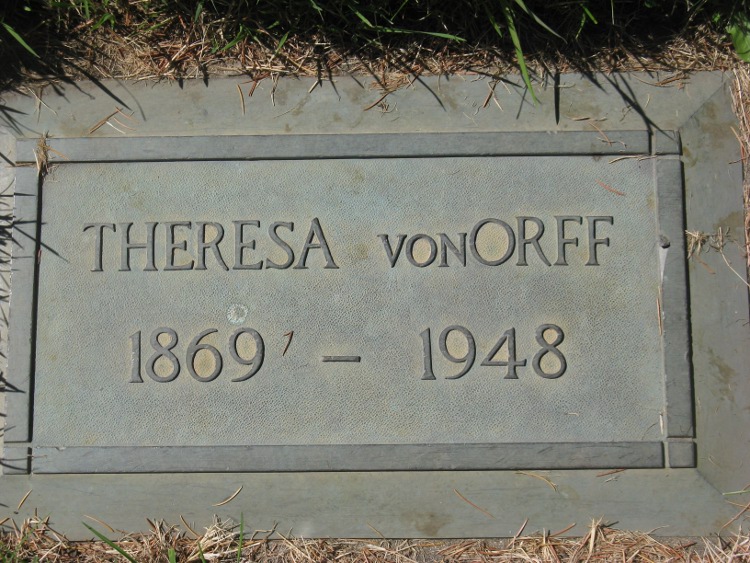 THERESA vonORFF
1869 – 1948